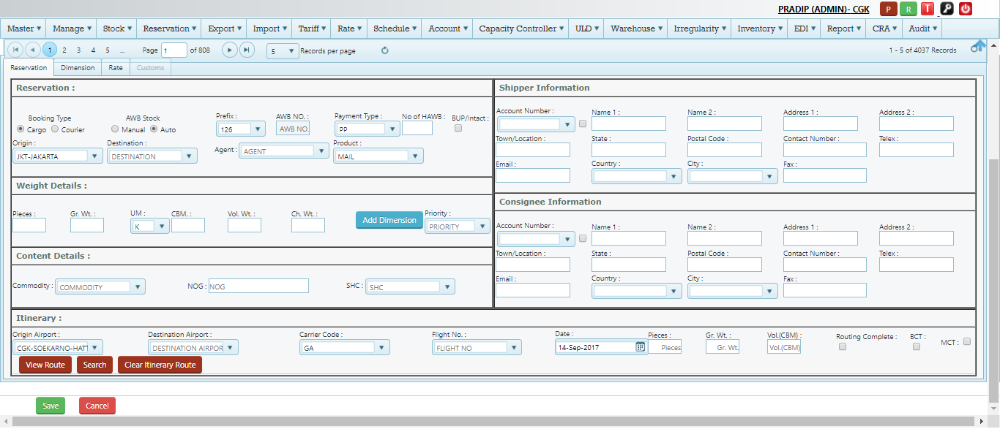 PRADIP (ADMIN)- CGK P R T
Master Manage Stock Reservation Export Import Tariff Rate Schedule Account Capacity Controller ULD Warehouse Irregularity Inventory EDI Report CRA Audit
1 2 3 4 5 ... Page 1 of 808 5 Records per page 1 - 5 of 4037 Records
Reservation Dimension Rate Customs
Reservation :
Booking Type AWB Stock Prefix : AWB NO. : Payment Type : No of HAWB : BUP/Intact :
Cargo Courier Manual Auto 126 AWB NO. PP
Origin : Destination : Agent : AGENT Product :
JKT-JAKARTA DESTINATION MAIL
Weight Details :
Pieces : Gr. Wt. : UM : CBM. : Vol. Wt. : Ch. Wt. : Add Dimension Priority :
K PRIORITY
Content Details :
Commodity : COMMODITY NOG : NOG SHC : SHC
Shipper Information
Account Number : Name 1 : Name 2 : Address 1 : Address 2 :
Town/Location : State : Postal Code : Contact Number : Telex :
Email : Country : City : Fax :
Consignee Information
Account Number : Name 1 : Name 2 : Address 1 : Address 2 :
Town/Location : State : Postal Code : Contact Number : Telex :
Email : Country : City : Fax :
Itinerary :
Origin Airport : Destination Airport : Carrier Code : Flight No. : Date : Pieces : Gr. Wt. : Vol.(CBM) : Routing Complete : BCT : MCT :
CGK-SOEKARNO-HATT DESTINATION AIRPOR GA FLIGHT NO 14-Sep-2017 Pieces Gr. Wt. Vol.(CBM)
View Route Search Clear Itinerary Route
Save Cancel